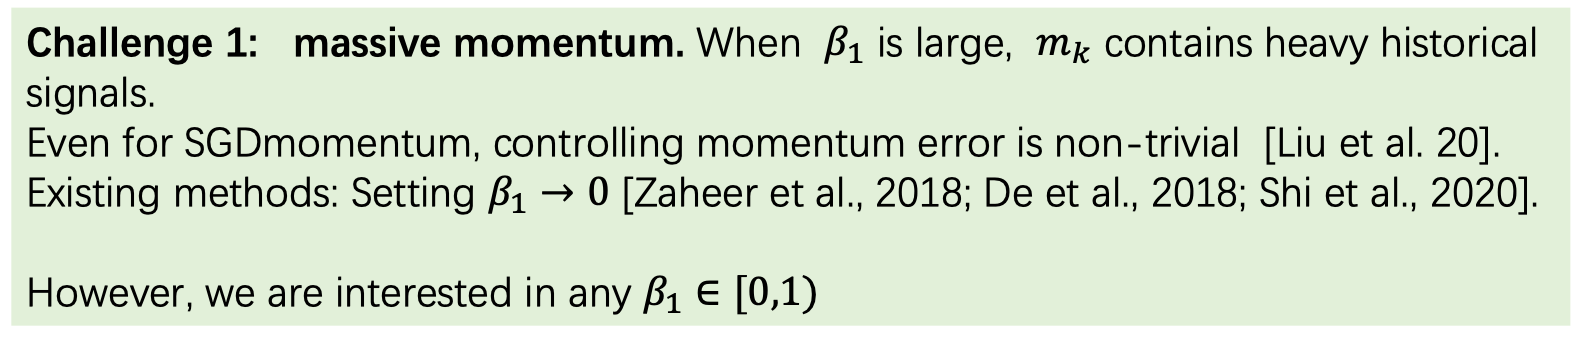 Challenge 1: massive momentum. When β₁ is large, mₖ contains heavy historical
signals.
Even for SGDmomentum, controlling momentum error is non-trivial [Liu et al. 20].
Existing methods: Setting β₁ → 0 [Zaheer et al., 2018; De et al., 2018; Shi et al., 2020].
However, we are interested in any β₁ ∈ [0,1)